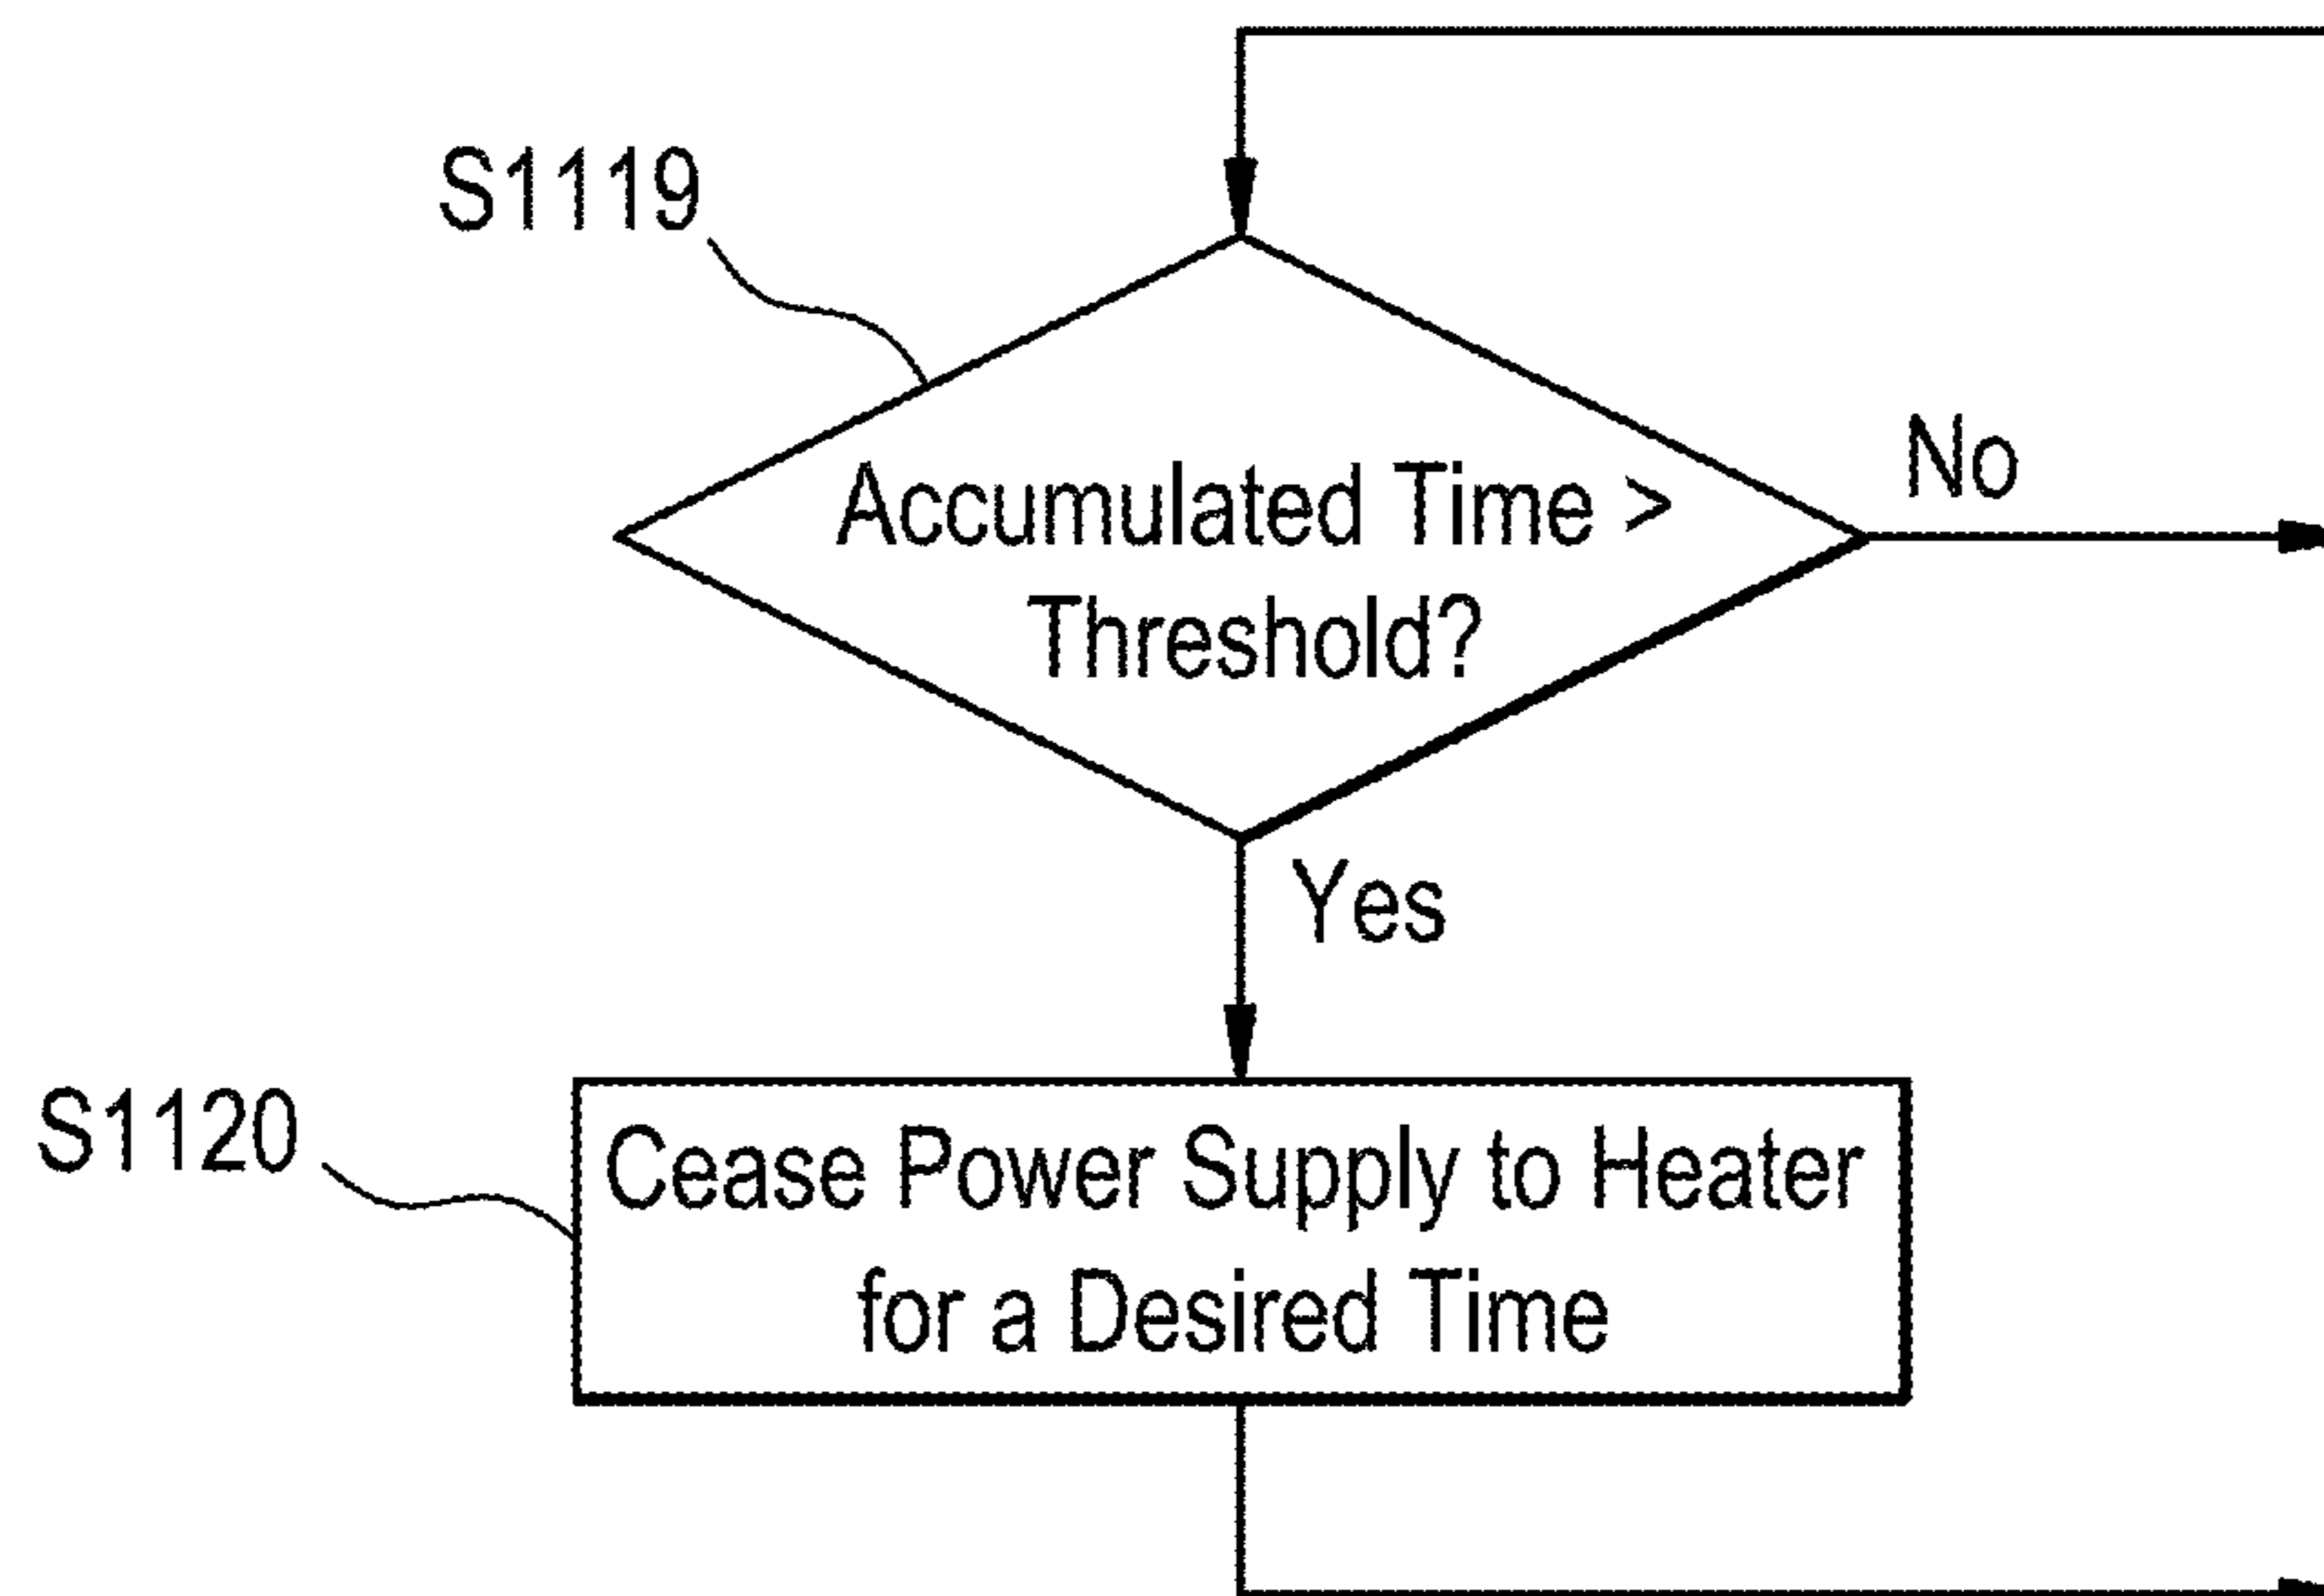 S1119
Accumulated Time >
Threshold?
No
Yes
S1120
Cease Power Supply to Heater
for a Desired Time